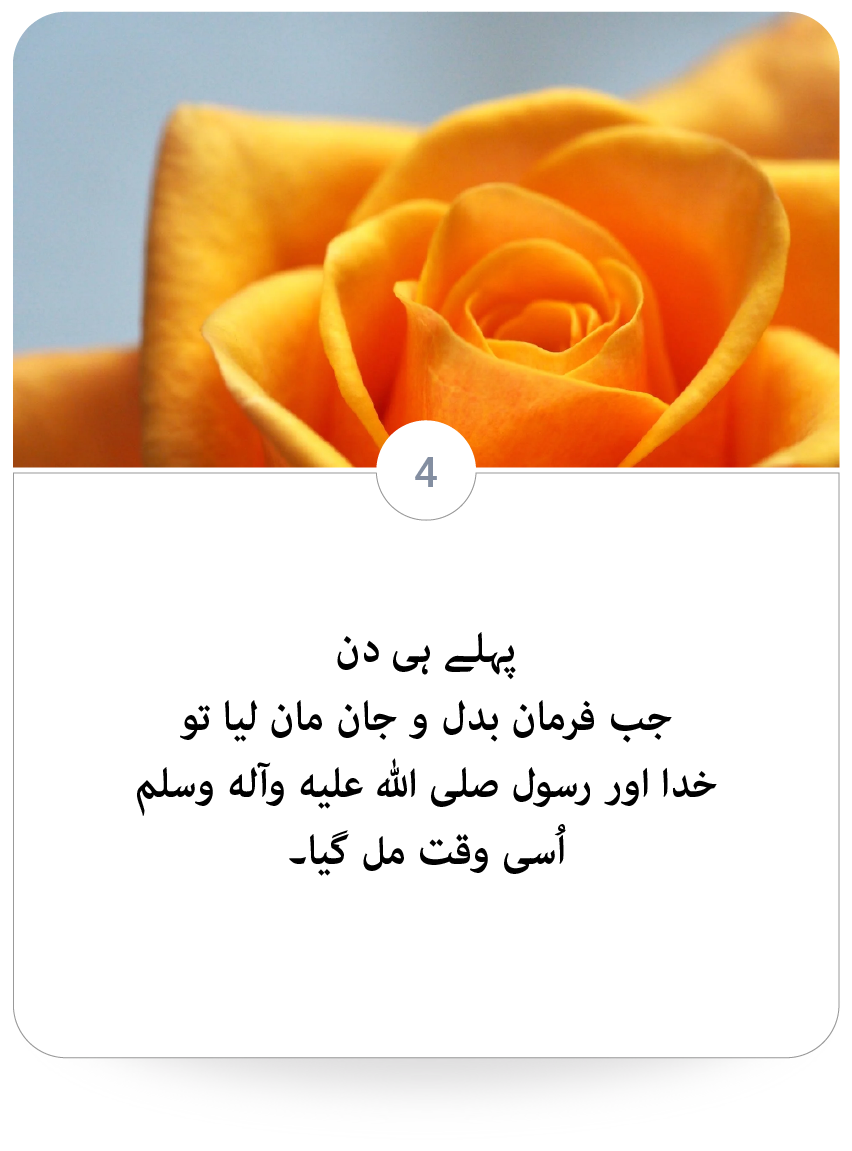 4
پہلے ہی دن
جب فرمان بدل و جان مان لیا تو
خدا اور رسول صلی اللہ علیہ وآلہ وسلم
اُسی وقت مل گیا۔